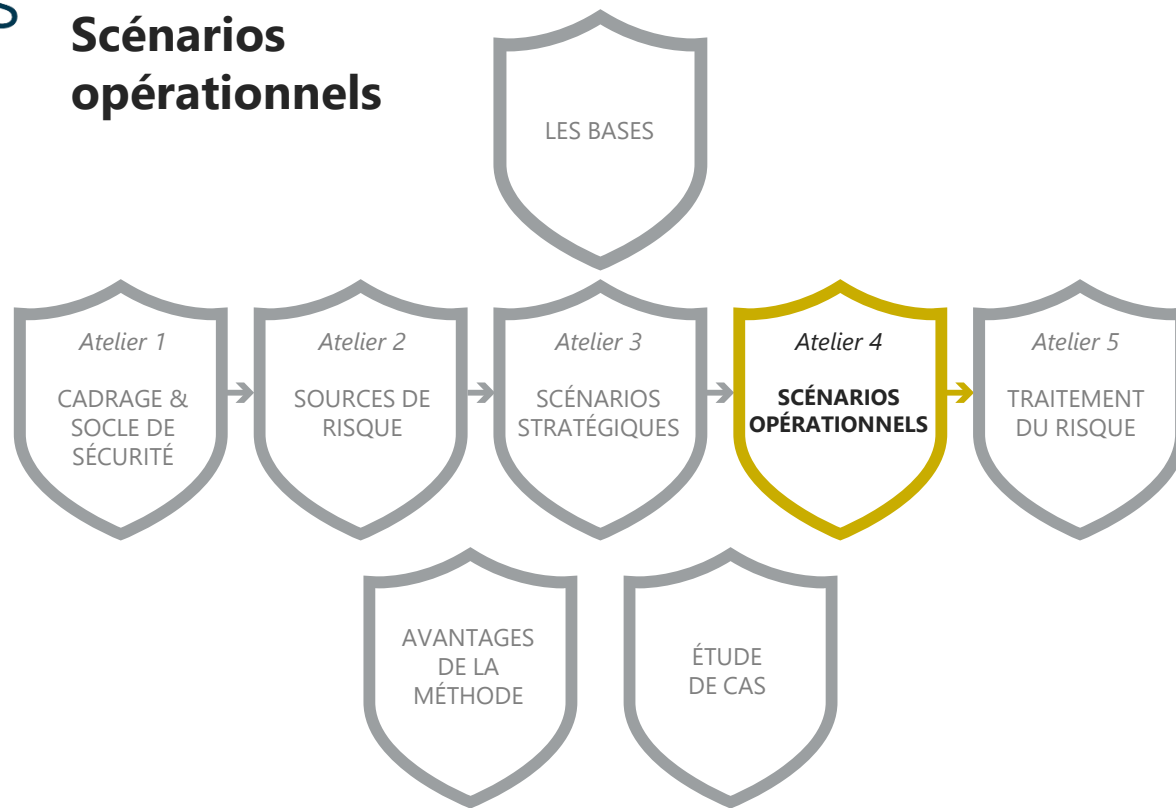 Scénarios
opérationnels
LES BASES
Atelier 1
CADRAGE &
SOCLE DE
SÉCURITÉ
Atelier 2
SOURCES DE
RISQUE
Atelier 3
SCÉNARIOS
STRATÉGIQUES
Atelier 4
SCÉNARIOS
OPÉRATIONNELS
Atelier 5
TRAITEMENT
DU RISQUE
AVANTAGES
DE LA
MÉTHODE
ÉTUDE
DE CAS